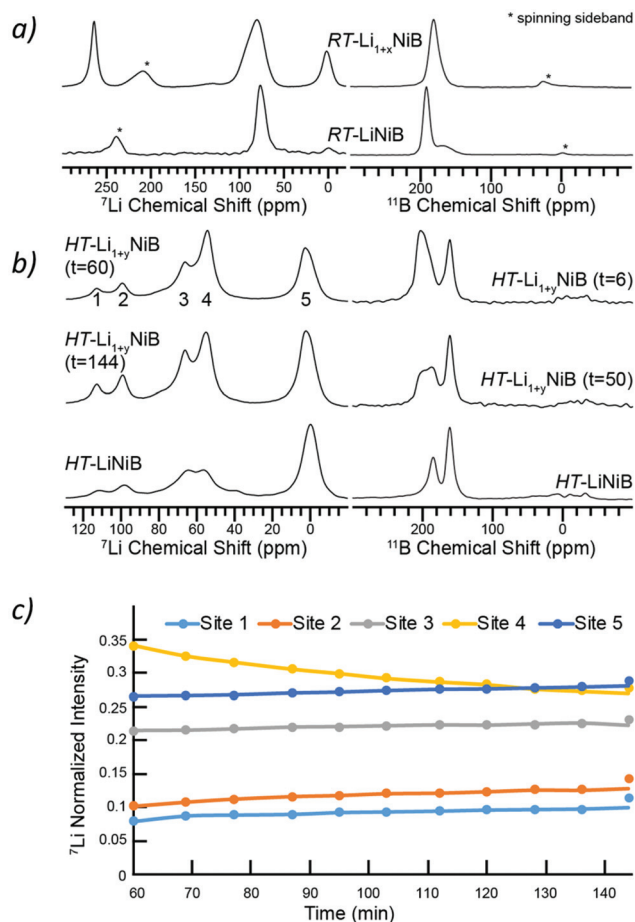 a)
* spinning sideband
RT-Li1+xNiB
* * 
RT-LiNiB
* *
250 200 150 100 50 0 200 100 0
7Li Chemical Shift (ppm) 11B Chemical Shift (ppm)
b)
HT-Li1+yNiB
(t=60)
1 2 3 4 5
HT-Li1+yNiB (t=6)
HT-Li1+yNiB
(t=144)
HT-Li1+yNiB (t=50)
HT-LiNiB HT-LiNiB
120 100 80 60 40 20 0 200 100 0
7Li Chemical Shift (ppm) 11B Chemical Shift (ppm)
c)
Site 1 Site 2 Site 3 Site 4 Site 5
7Li Normalized Intensity
0.35
0.3
0.25
0.2
0.15
0.1
0.05
0
60 70 80 90 100 110 120 130 140
Time (min)